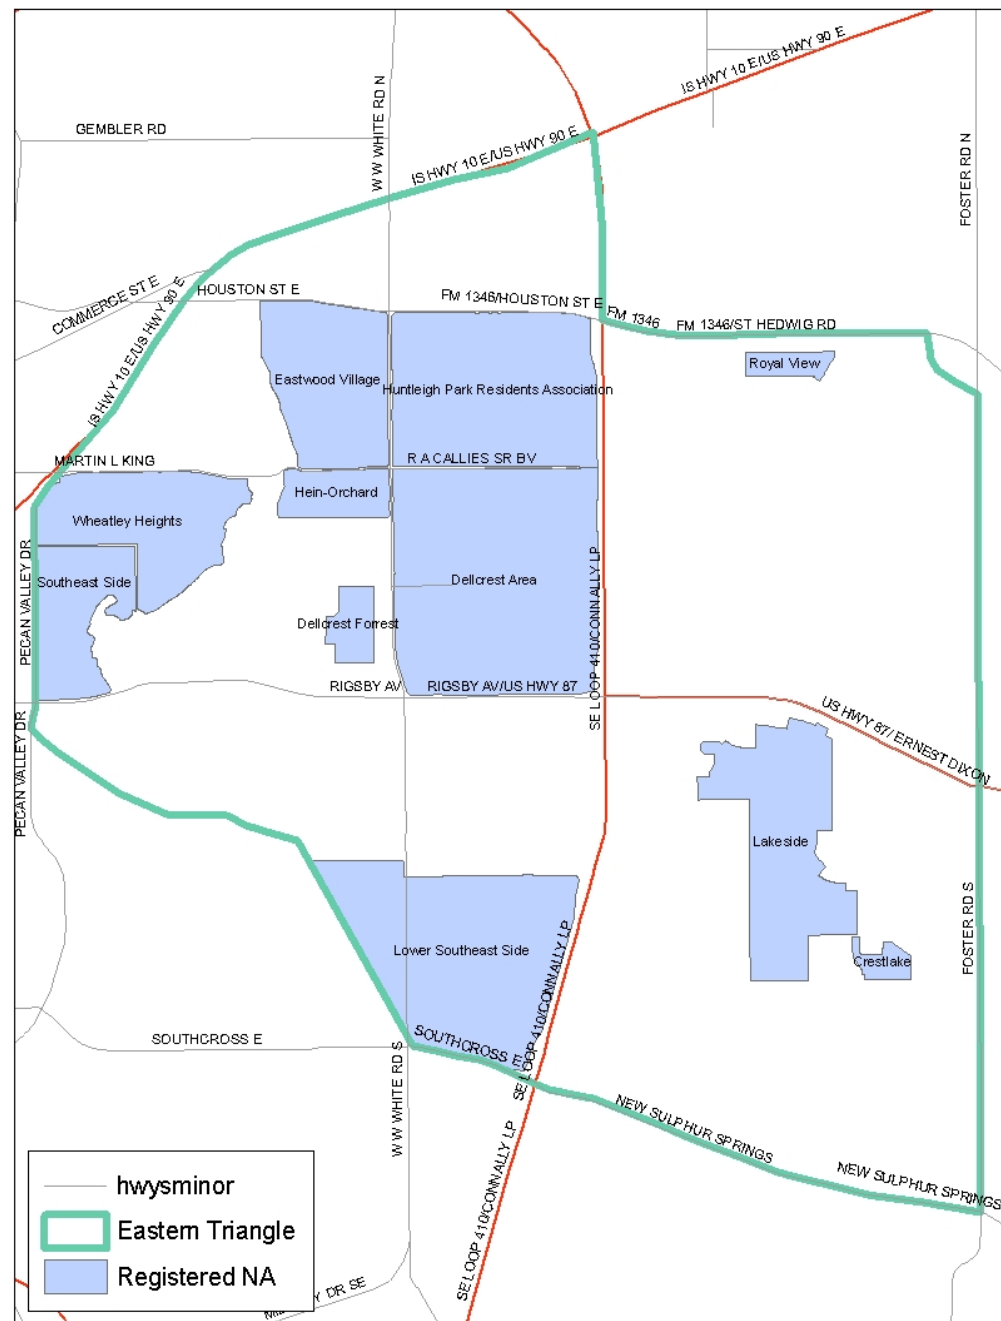 IS HWY 10 E/US HWY 90 E
W W WHITE RD N
GEMBLER RD
IS HWY 10 E/US HWY 90 E
FOSTER RD N
COMMERCE ST E
HOUSTON ST E
FM 1346/HOUSTON ST E
FM 1346
FM 1346/ST HEDWIG RD
IS HWY 10 E/US HWY 90 E
Royal View
Eastwood Village
Huntleigh Park Residents Association
MARTIN L KING
R A CALLIES SR BV
Hein-Orchard
Wheatley Heights
PECAN VALLEY DR
Southeast Side
Dellcrest Area
SE LOOP 410/CONNALLY LP
Dellcrest Forrest
RIGSBY AV
RIGSBY AV/US HWY 87
US HWY 87/ ERNEST DIXON
PECAN VALLEY DR
Lakeside
Lower Southeast Side
SE LOOP 410/CONNALLY LP
FOSTER RD S
Crestlake
SOUTHCROSS E
SOUTHCROSS E
W W WHITE RD S
NEW SULPHUR SPRINGS
NEW SULPHUR SPRINGS
SE LOOP 410/CONNALLY LP
hwysminor
Eastern Triangle
Registered NA
DR SE